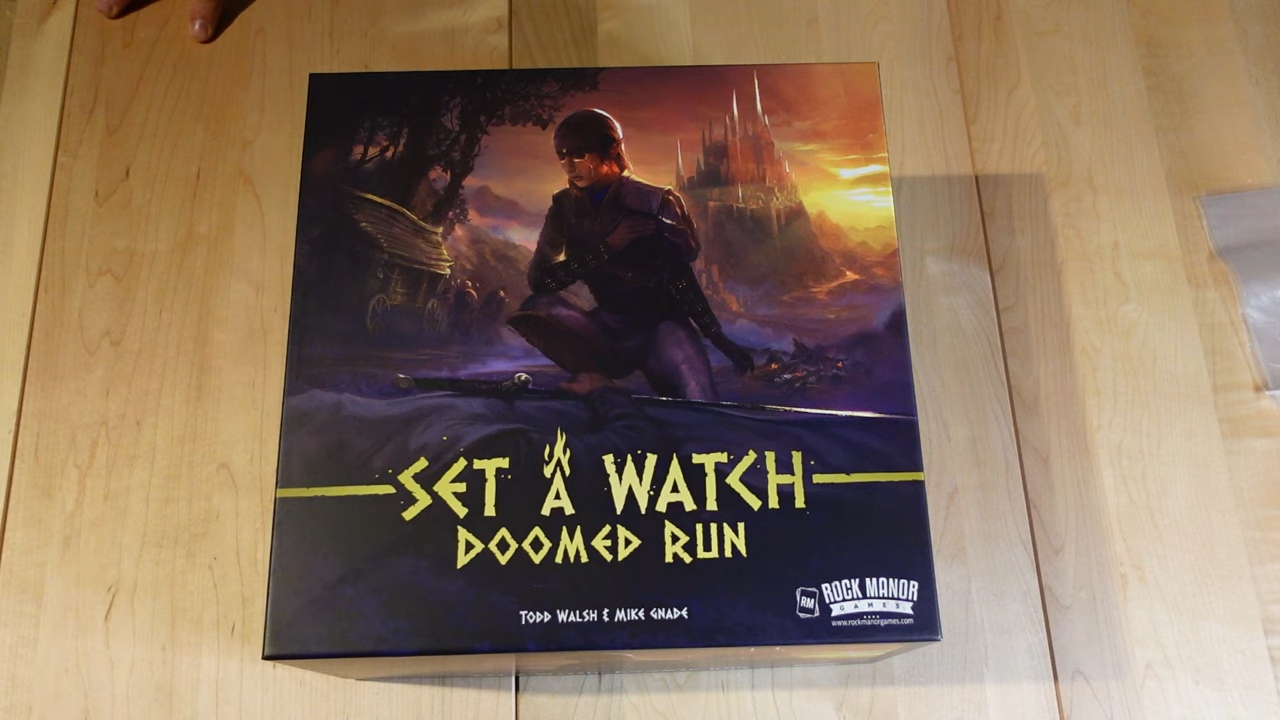 SET A WATCH
DOOMED RUN
TODD WALSH & MIKE GNADE
RM
ROCK MANOR
GAMES
www.rockmanorgames.com